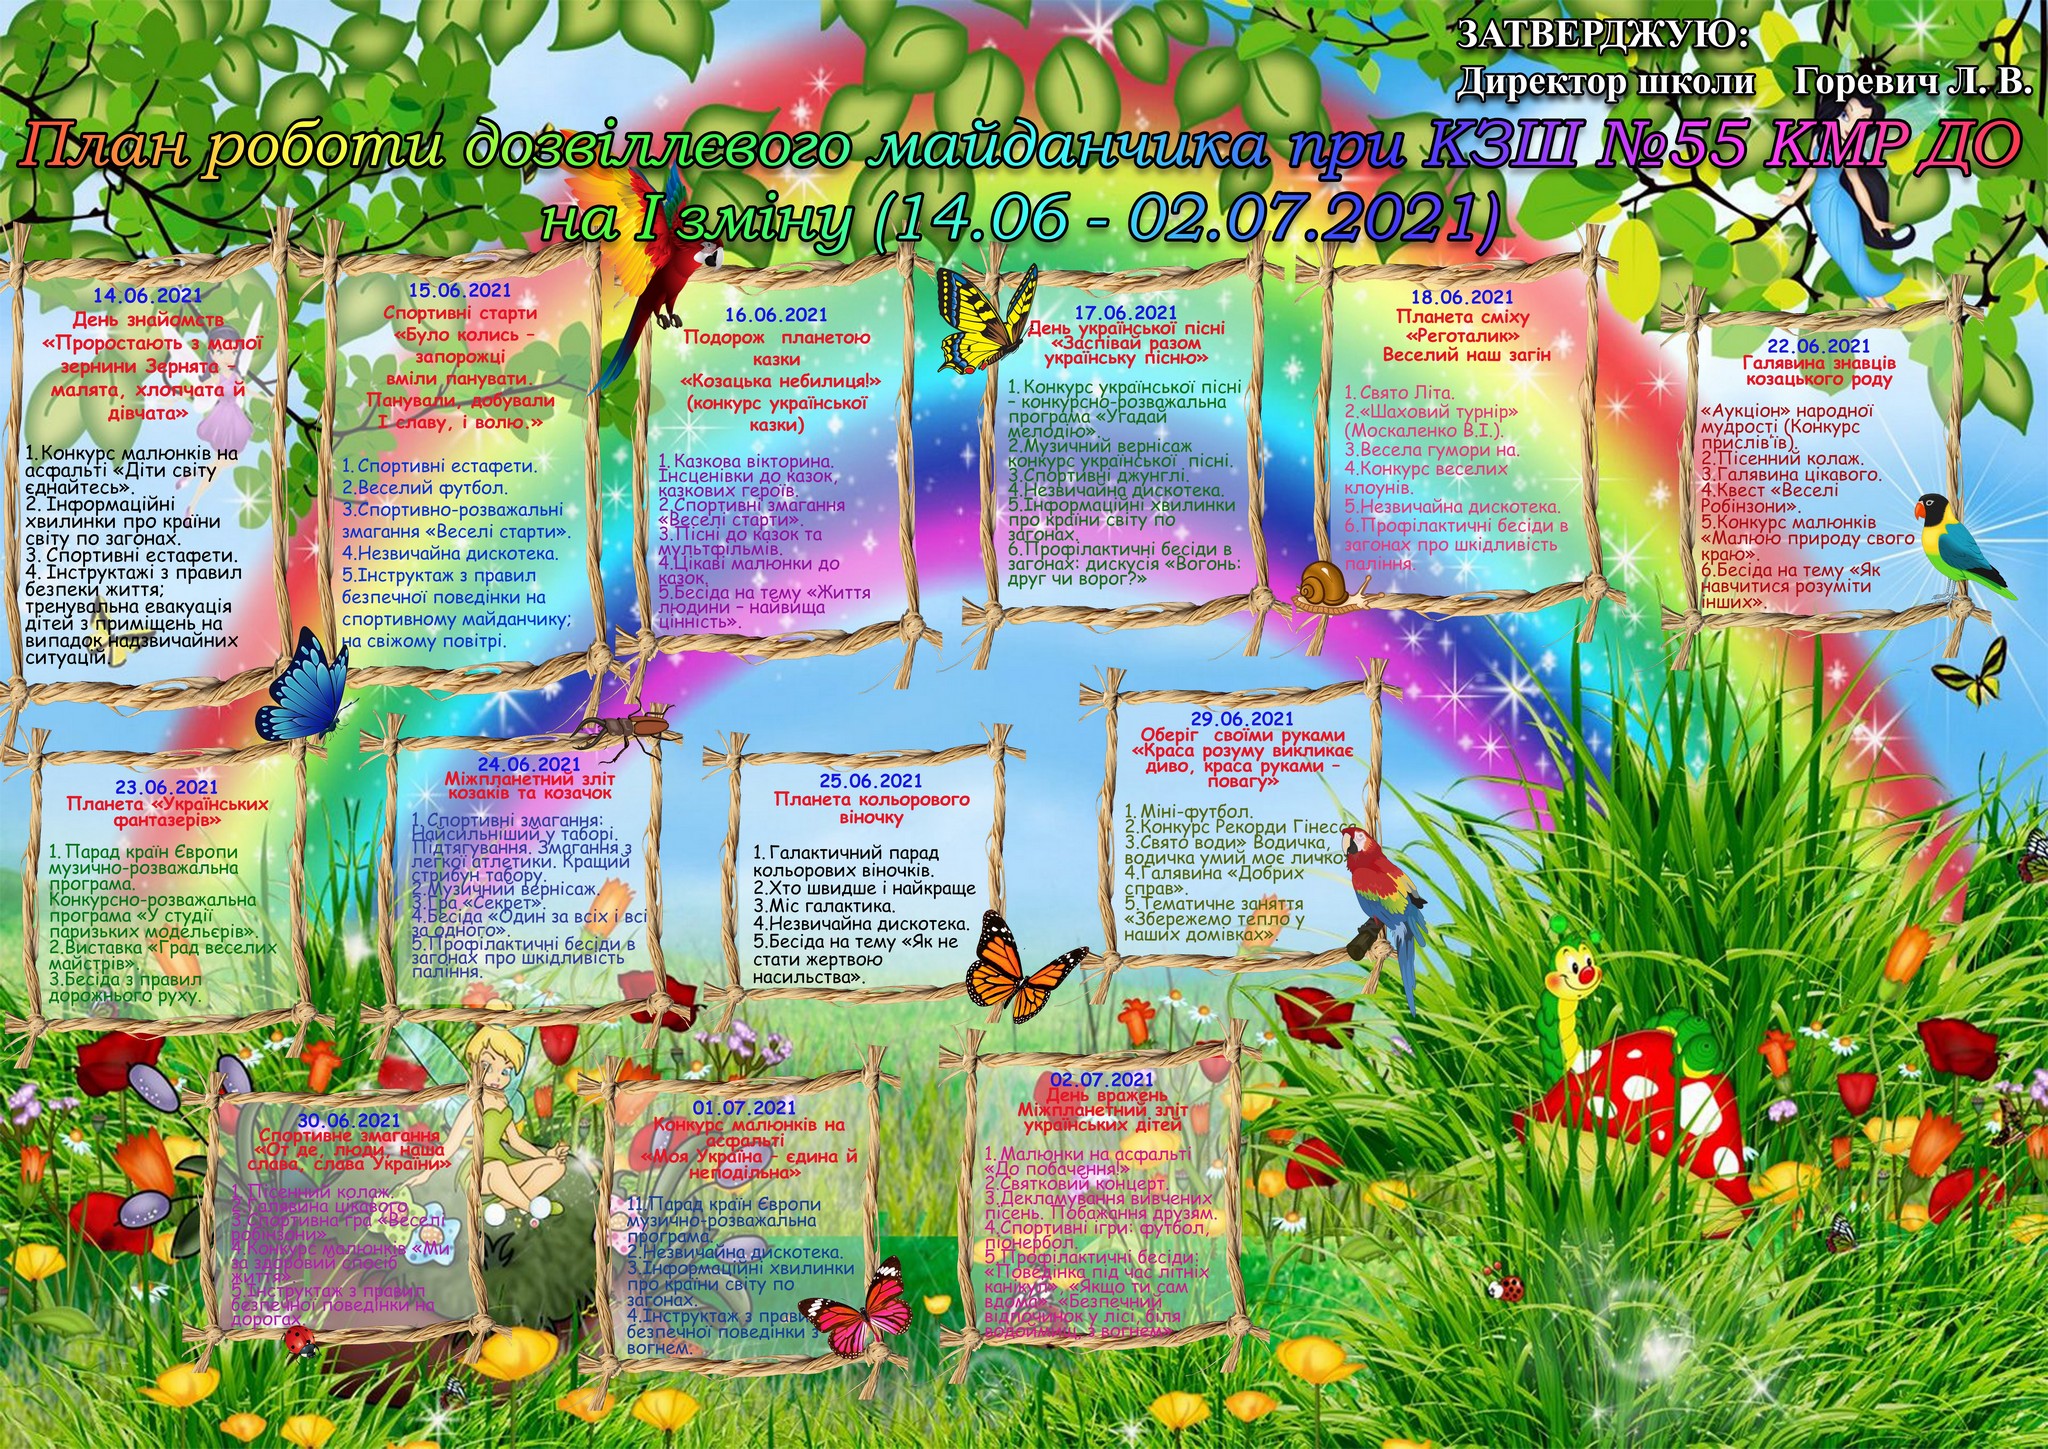 ЗАТВЕРДЖУЮ:
Директор школи Горевич Л. В.
План роботи дозвіллєвого майданчика при КЗШ №55 КМР ДО
на І зміну (14.06 - 02.07.2021)
14.06.2021
День знайомств
«Проростають з малої
зернини Зернята –
малята, хлопчата й
дівчата»
1.Конкурс малюнків на
асфальті «Діти світу
єднайтесь».
2. Інформаційні
хвилинки про країни
світу по загонах.
3. Спортивні естафети.
4. Інструктажі з правил
безпеки життя;
тренувальна евакуація
дітей з приміщень на
випадок надзвичайних
ситуацій.
15.06.2021
Спортивні старти
«Було колись –
запорожці
вміли панувати.
Панували, добували
І славу, і волю.»
1. Спортивні естафети.
2.Веселий футбол.
3.Спортивно-розважальні
змагання «Веселі старти».
4.Незвичайна дискотека.
5.Інструктаж з правил
безпечної поведінки на
спортивному майданчику;
на свіжому повітрі.
16.06.2021
Подорож планетою
казки
«Козацька небилиця!»
(конкурс української
казки)
1. Казкова вікторина.
Інсценівки до казок,
казкових героїв.
2.Спортивні змагання
«Веселі старти».
3.Пісні до казок та
мультфільмів.
4.Цікаві малюнки до
казок.
5.Бесіда на тему «Життя
людини – найвища
цінність».
17.06.2021
День української пісні
«Заспівай разом
українську пісню»
1. Конкурс української пісні
– конкурсно-розважальна
програма «Угадай
мелодію».
2.Музичний вернісаж
конкурс української пісні.
3.Спортивні джунглі.
4.Незвичайна дискотека.
5.Інформаційні хвилинки
про країни світу по
загонах.
6.Профілактичні бесіди в
загонах: дискусія «Вогонь:
друг чи ворог?»
18.06.2021
Планета сміху
«Реготалик»
Веселий наш загін
1. Свято Літа.
2.«Шаховий турнір»
(Москаленко В.І.).
3.Весела гумори на.
4.Конкурс веселих
клоунів.
5.Незвичайна дискотека.
6.Профілактичні бесіди в
загонах про шкідливість
паління.
22.06.2021
Галявина знавців
козацького роду
«Аукціон» народної
мудрості (Конкурс
прислів'їв).
2.Пісенний колаж.
3.Галявина цікавого.
4.Квест «Веселі
Робінзони».
5.Конкурс малюнків
«Малюю природу свого
краю».
6.Бесіда на тему «Як
навчитися розуміти
інших».
23.06.2021
Планета «Українських
фантазерів»
1. Парад країн Європи
музично-розважальна
програма.
Конкурсно-розважальна
програма «У студії
паризьких модельєрів».
2.Виставка «Град веселих
майстрів».
3.Бесіда з правил
дорожнього руху.
24.06.2021
Міжпланетний зліт
козаків та козачок
1.Спортивні змагання:
Найсильніший у таборі.
Підтягування. Змагання з
легкої атлетики. Кращий
стрибун табору.
2.Музичний вернісаж.
3.Гра «Секрет».
4.Бесіда «Один за всіх і всі
за одного».
5.Профілактичні бесіди в
загонах про шкідливість
паління.
25.06.2021
Планета кольорового
віночку
1. Галактичний парад
кольорових віночків.
2.Хто швидше і найкраще
3.Міс галактика.
4.Незвичайна дискотека.
5.Бесіда на тему «Як не
стати жертвою
насильства».
29.06.2021
Оберіг своїми руками
«Краса розуму викликає
диво, краса руками –
повагу»
1. Міні-футбол.
2.Конкурс Рекорди Гінесса
3.Свято води» Водичка,
водичка умий моє личко»
4.Галявина «Добрих
справ».
5.Тематичне заняття
«Збережемо тепло у
наших домівках».
30.06.2021
Спортивне змагання
«От де, люди, наша
слава, слава України»
1. Пісенний колаж.
2.Галявина цікавого
3.Спортивна гра «Веселі
робінзони»
4.Конкурс малюнків «Ми
за здоровий спосіб
життя»
5.Інструктаж з правил
безпечної поведінки на
дорогах.
01.07.2021
Конкурс малюнків на
асфальті
«Моя Україна – єдина й
неподільна»
11.Парад країн Європи
музично-розважальна
програма.
2.Незвичайна дискотека.
3.Інформаційні хвилинки
про країни світу по
загонах.
4.Інструктаж з правил
безпечної поведінки з
вогнем.
02.07.2021
День вражень
Міжпланетний зліт
українських дітей
1. Малюнки на асфальті
«До побачення!»
2.Святковий концерт.
3.Декламування вивчених
пісень. Побажання друзям.
4.Спортивні ігри: футбол,
піонербол.
5.Профілактичні бесіди:
«Поведінка під час літніх
канікул», «Якщо ти сам
вдома», «Безпечний
відпочинок у лісі, біля
водоймищ, з вогнем».